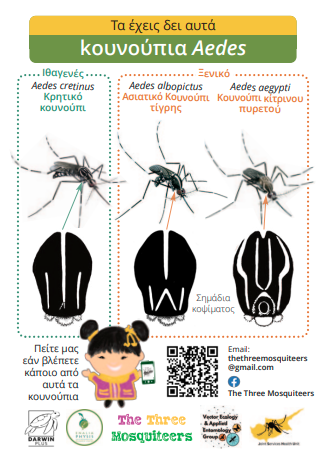 Τα έχεις δει αυτά
κουνούπια Aedes
Ιθαγενές
Aedes cretinus
Κρητικό
κουνούπι
Ξενικό
Aedes albopictus
Ασιατικό Κουνούπι
τίγρης
Aedes aegypti
Κουνούπι κίτρινου
πυρετού
Σημάδια
κοψίματος
Πείτε μας
εάν βλέπετε
κάποιο από
αυτά τα
κουνούπια
Email:
thethreemosquiteers
@gmail.com
The Three Mosquiteers
DARWIN
PLUS
The Three
Mosquiteers
Vector Ecology
& Applied
Entomology
Group